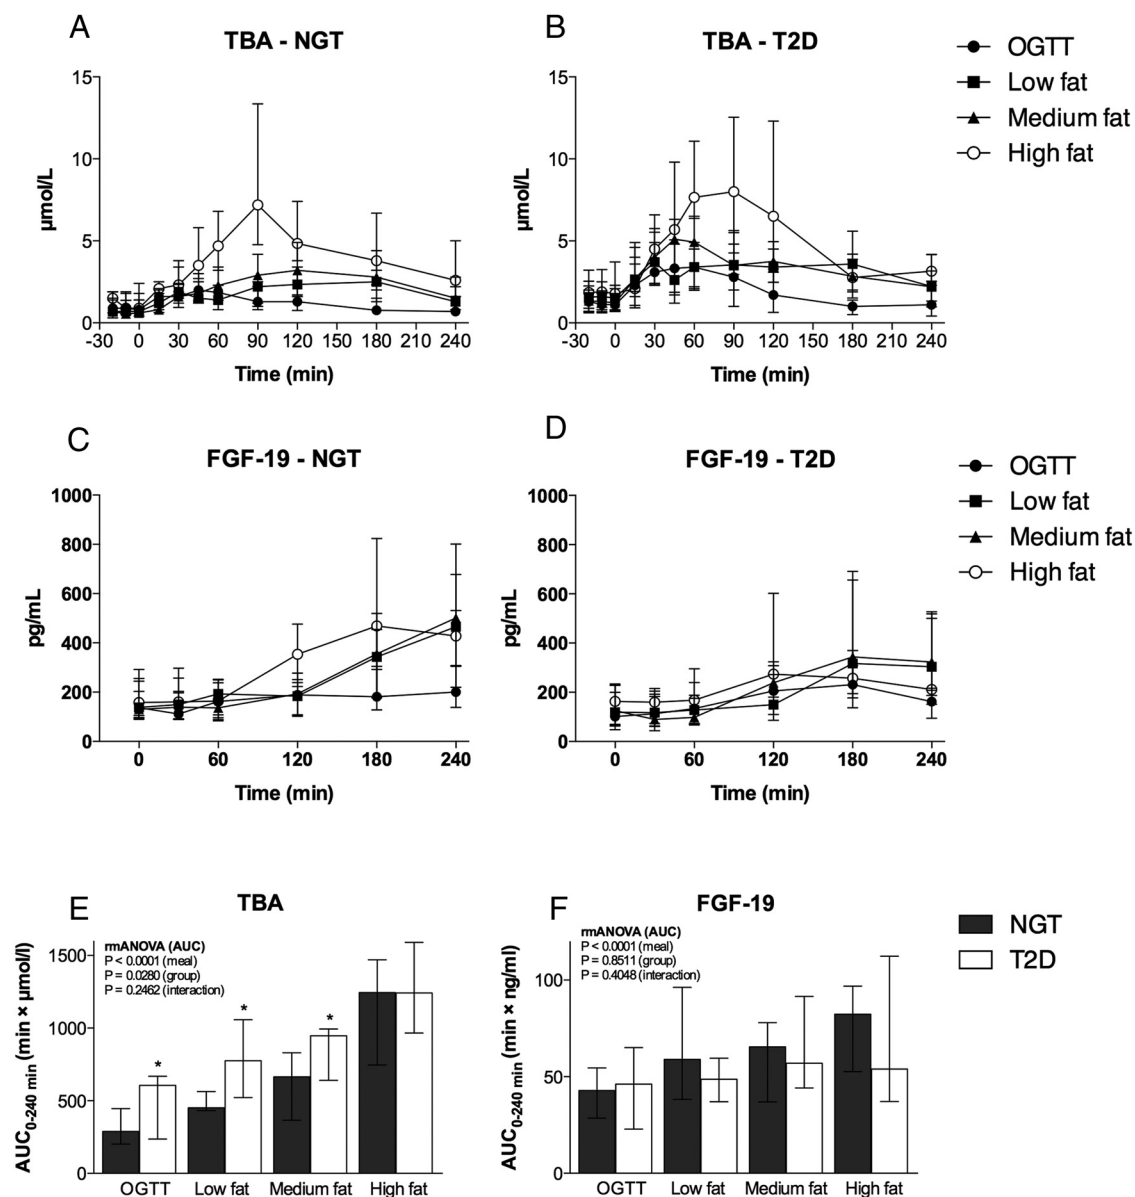 A
B
TBA - NGT
TBA - T2D
OGTT
Low fat
Medium fat
High fat
15
10
5
0
µmol/L
-30 0 30 60 90 120 150 180 210 240
Time (min)
15
10
5
0
µmol/L
-30 0 30 60 90 120 150 180 210 240
Time (min)
C
D
FGF-19 - NGT
FGF-19 - T2D
OGTT
Low fat
Medium fat
High fat
1000
800
600
400
200
0
pg/mL
0 60 120 180 240
Time (min)
1000
800
600
400
200
0
pg/mL
0 60 120 180 240
Time (min)
E
TBA
rmANOVA (AUC)
P < 0.0001 (meal)
P = 0.0280 (group)
P = 0.2462 (interaction)
1500
1000
500
0
AUC0-240 min (min × µmol/l)
* * *
OGTT Low fat Medium fat High fat
F
FGF-19
rmANOVA (AUC)
P < 0.0001 (meal)
P = 0.8511 (group)
P = 0.4048 (interaction)
100
50
0
AUC0-240 min (min × ng/ml)
OGTT Low fat Medium fat High fat
NGT
T2D